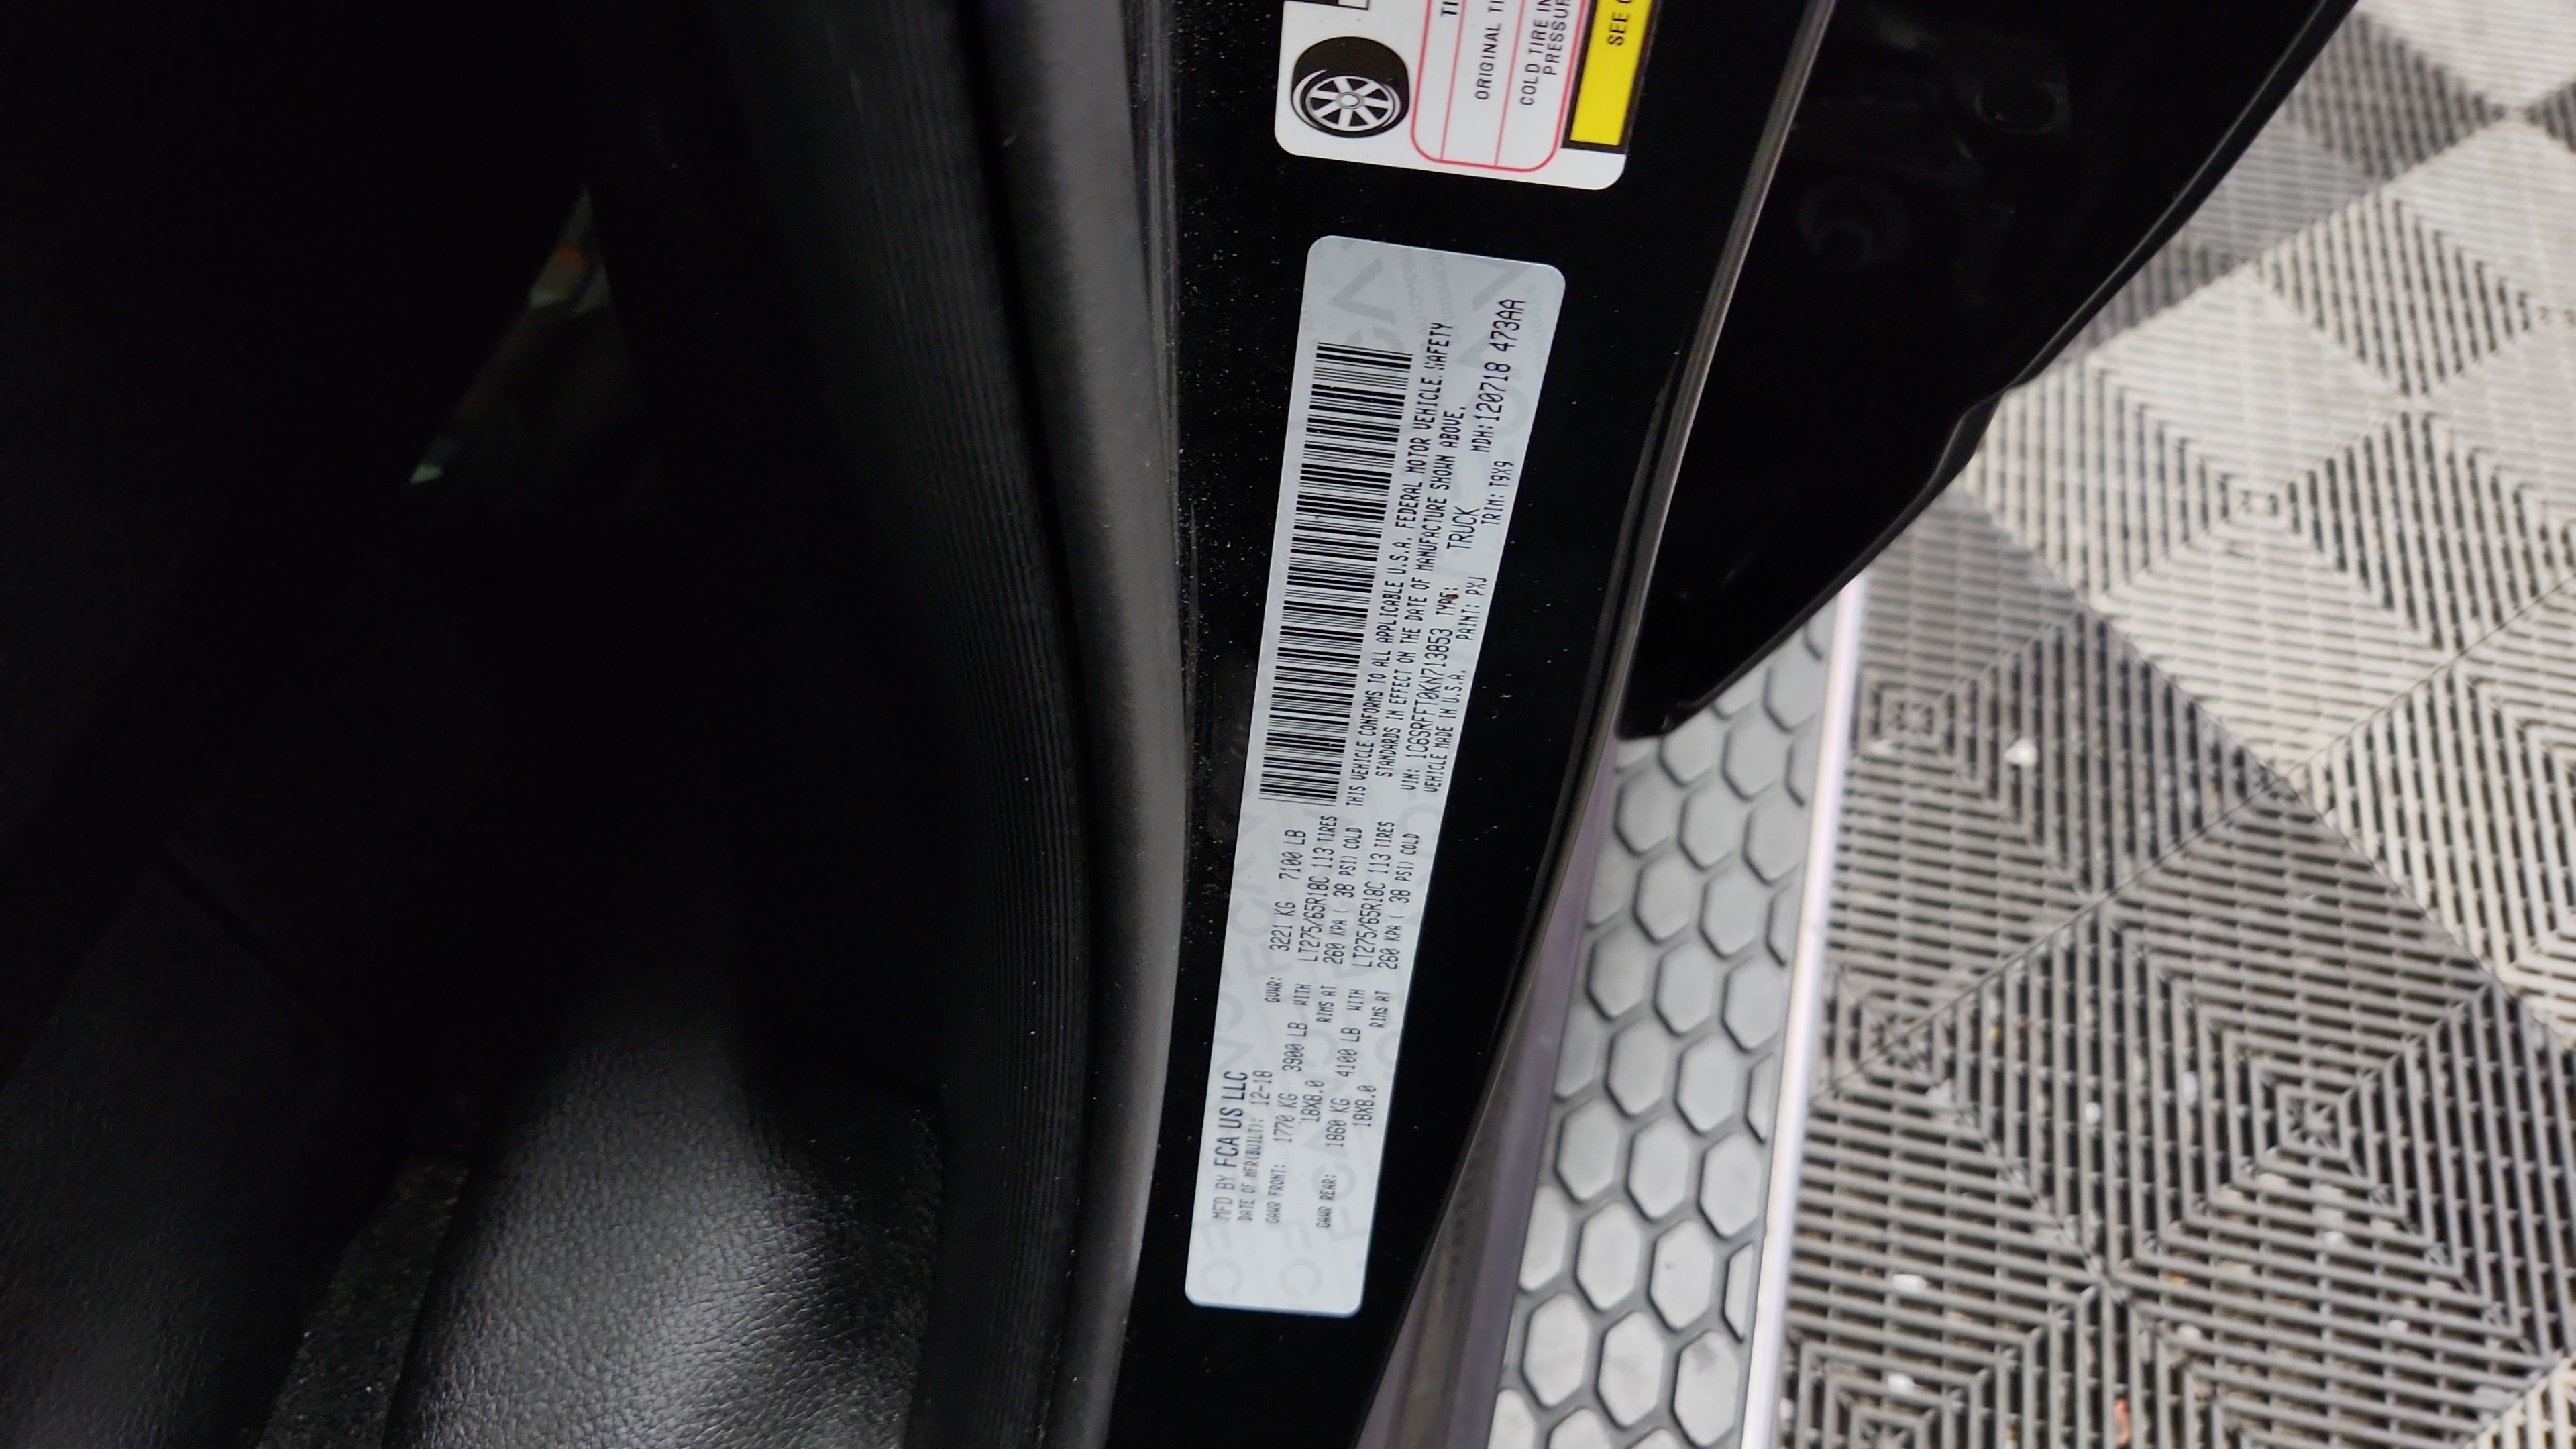 TI
ORIGINAL TI
COLD TIRE IN
PRESSUR
SEE
MFD BY FCA US LLC
DATE OF MFR(BUILT): 12-18 GVWR: 3221 KG 7100 LB
GAWR FRONT: 1770 KG 3900 LB WITH LT275/65R18C 113 TIRES
18X8.0 RIMS AT 260 KPA ( 38 PSI) COLD
GAWR REAR: 1860 KG 4100 LB WITH LT275/65R18C 113 TIRES
18X8.0 RIMS AT 260 KPA ( 38 PSI) COLD
THIS VEHICLE CONFORMS TO ALL APPLICABLE U.S.A. FEDERAL MOTOR VEHICLE SAFETY
STANDARDS IN EFFECT ON THE DATE OF MANUFACTURE SHOWN ABOVE.
VIN: 1C6SRFFT0KN713853 TYPE: TRUCK MDH: 120718 473AA
VEHICLE MADE IN U.S.A. PAINT: PXJ TRIM: T9X9